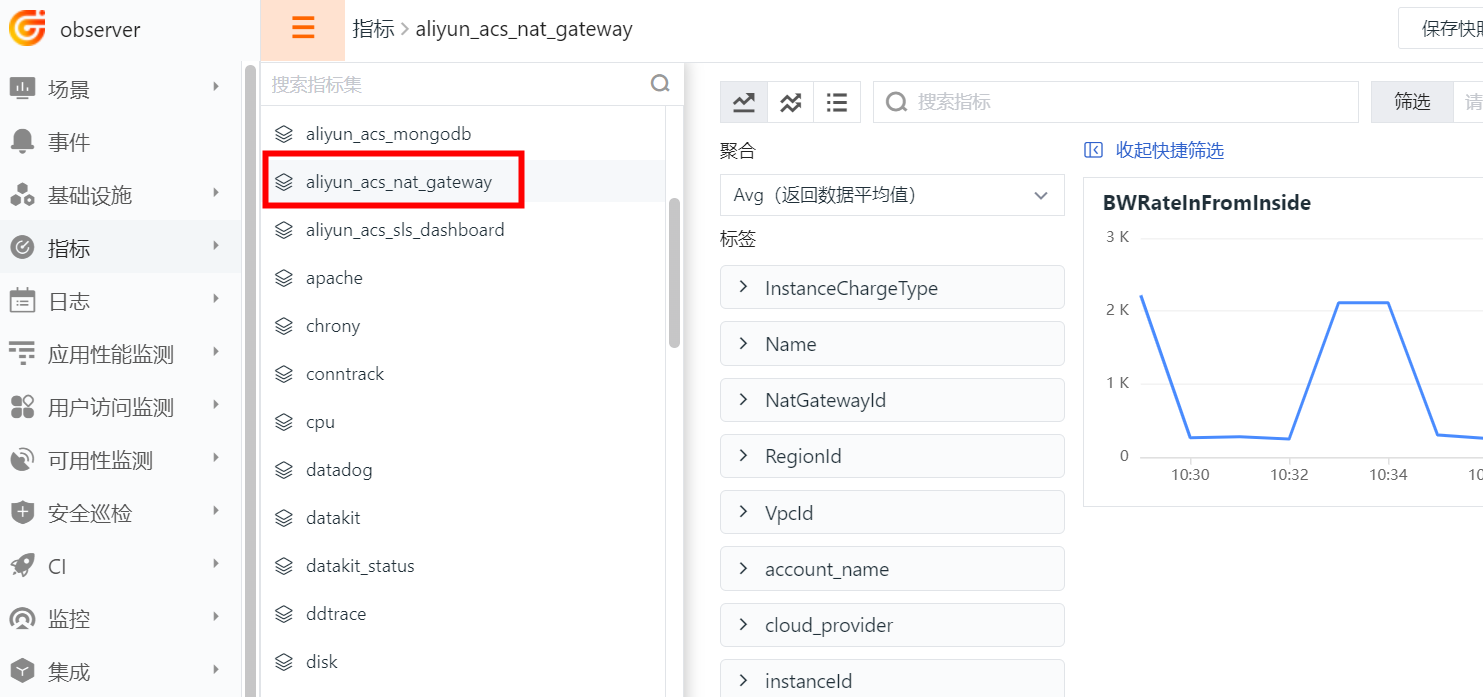 observer
场景
事件
基础设施
指标
日志
应用性能监测
用户访问监测
可用性监测
安全巡检
CI
监控
集成
指标 > aliyun_acs_nat_gateway
保存快照
搜索指标集
aliyun_acs_mongodb
aliyun_acs_nat_gateway
aliyun_acs_sls_dashboard
apache
chrony
conntrack
cpu
datadog
datakit
datakit_status
ddtrace
disk
搜索指标
筛选
请
聚合
收起快捷筛选
Avg（返回数据平均值）
标签
InstanceChargeType
Name
NatGatewayId
RegionId
VpcId
account_name
cloud_provider
instanceId
BWRateInFromInside
3 K
2 K
1 K
0
10:30
10:32
10:34
10